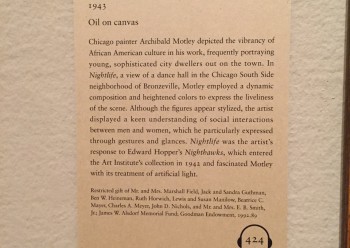 1943
Oil on canvas
Chicago painter Archibald Motley depicted the vibrancy of
African American culture in his work, frequently portraying
young, sophisticated city dwellers out on the town. In
Nightlife, a view of a dance hall in the Chicago South Side
neighborhood of Bronzeville, Motley employed a dynamic
composition and heightened colors to express the liveliness
of the scene. Although the figures appear stylized, the artist
displayed a keen understanding of social interactions
between men and women, which he particularly expressed
through gestures and glances. Nightlife was the artist's
response to Edward Hopper's Nighthawks, which entered
the Art Institute's collection in 1942 and fascinated Motley
with its treatment of artificial light.
Restricted gift of Mr. and Mrs. Marshall Field, Jack and Sandra Guthman,
Ben W. Heineman, Ruth Horwich, Lewis and Susan Manilow, Beatrice C.
Mayer, Charles A. Meyer, John D. Nichols, and Mr. and Mrs. E. B. Smith,
Jr.; James W. Alsdorf Memorial Fund; Goodman Endowment, 1992.89
424